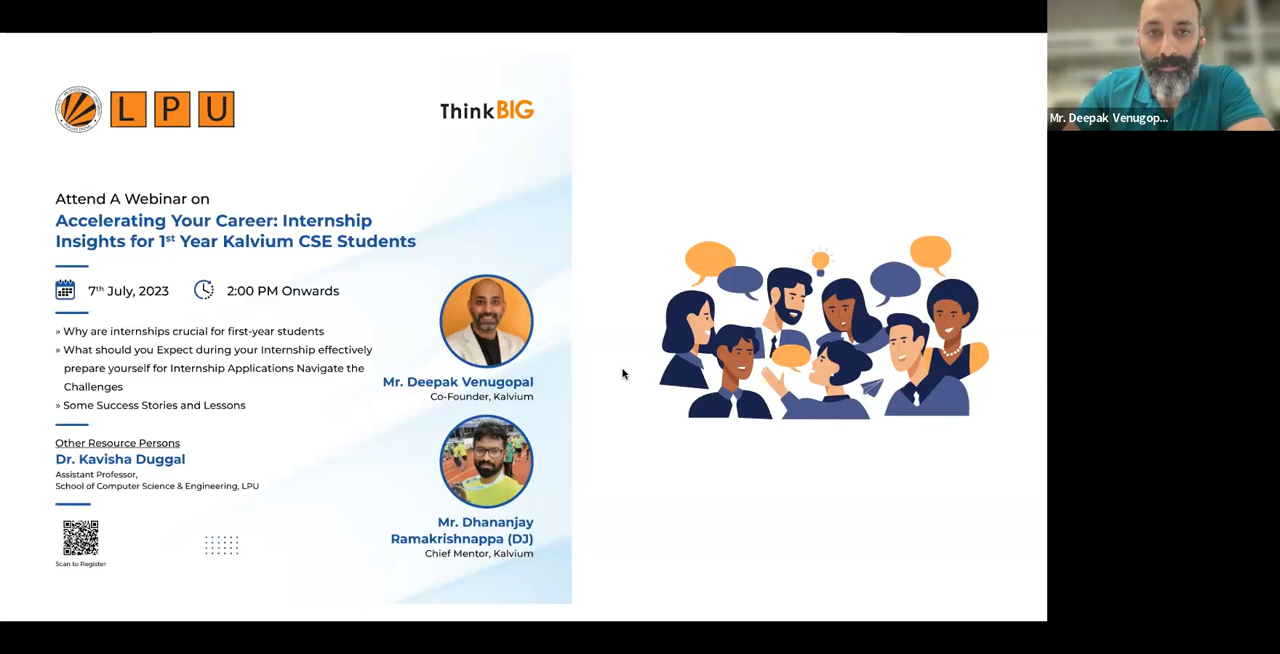 L P U
ThinkBIG
Attend A Webinar on
Accelerating Your Career: Internship
Insights for 1st Year Kalvium CSE Students
7th July, 2023
2:00 PM Onwards
» Why are internships crucial for first-year students
» What should you Expect during your Internship effectively
prepare yourself for Internship Applications Navigate the
Challenges
» Some Success Stories and Lessons
Other Resource Persons
Dr. Kavisha Duggal
Assistant Professor,
School of Computer Science & Engineering, LPU
Scan to Register
Mr. Deepak Venugopal
Co-Founder, Kalvium
Mr. Dhananjay
Ramakrishnappa (DJ)
Chief Mentor, Kalvium
Mr. Deepak Venugop...